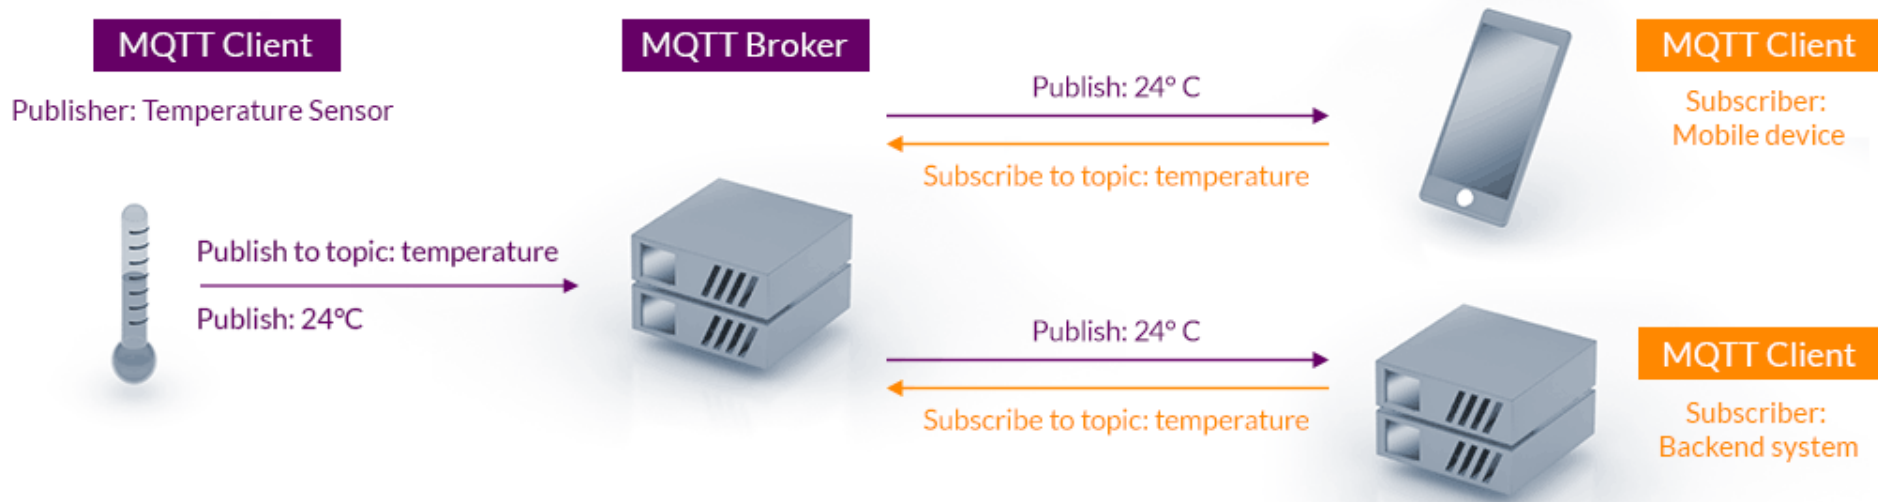 MQTT Client
Publisher: Temperature Sensor
Publish to topic: temperature
Publish: 24°C
MQTT Broker
Publish: 24° C
Subscribe to topic: temperature
MQTT Client
Subscriber:
Mobile device
Publish: 24° C
Subscribe to topic: temperature
MQTT Client
Subscriber:
Backend system